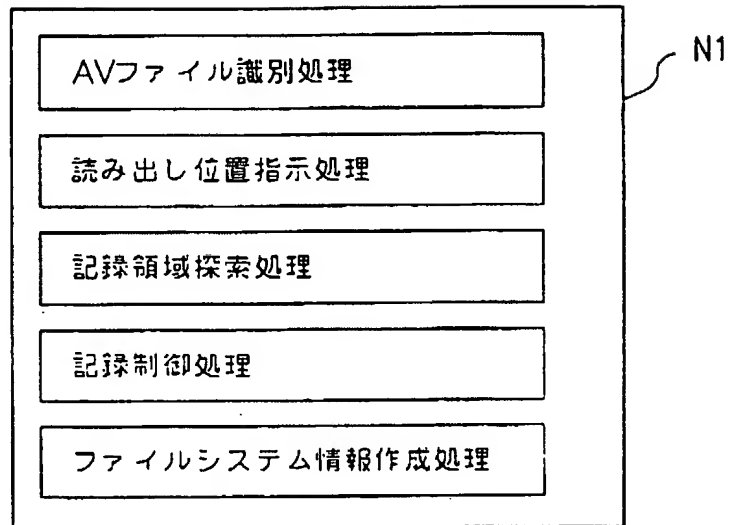 N1
AVファイル識別処理
読み出し位置指示処理
記録領域探索処理
記録制御処理
ファイルシステム情報作成処理